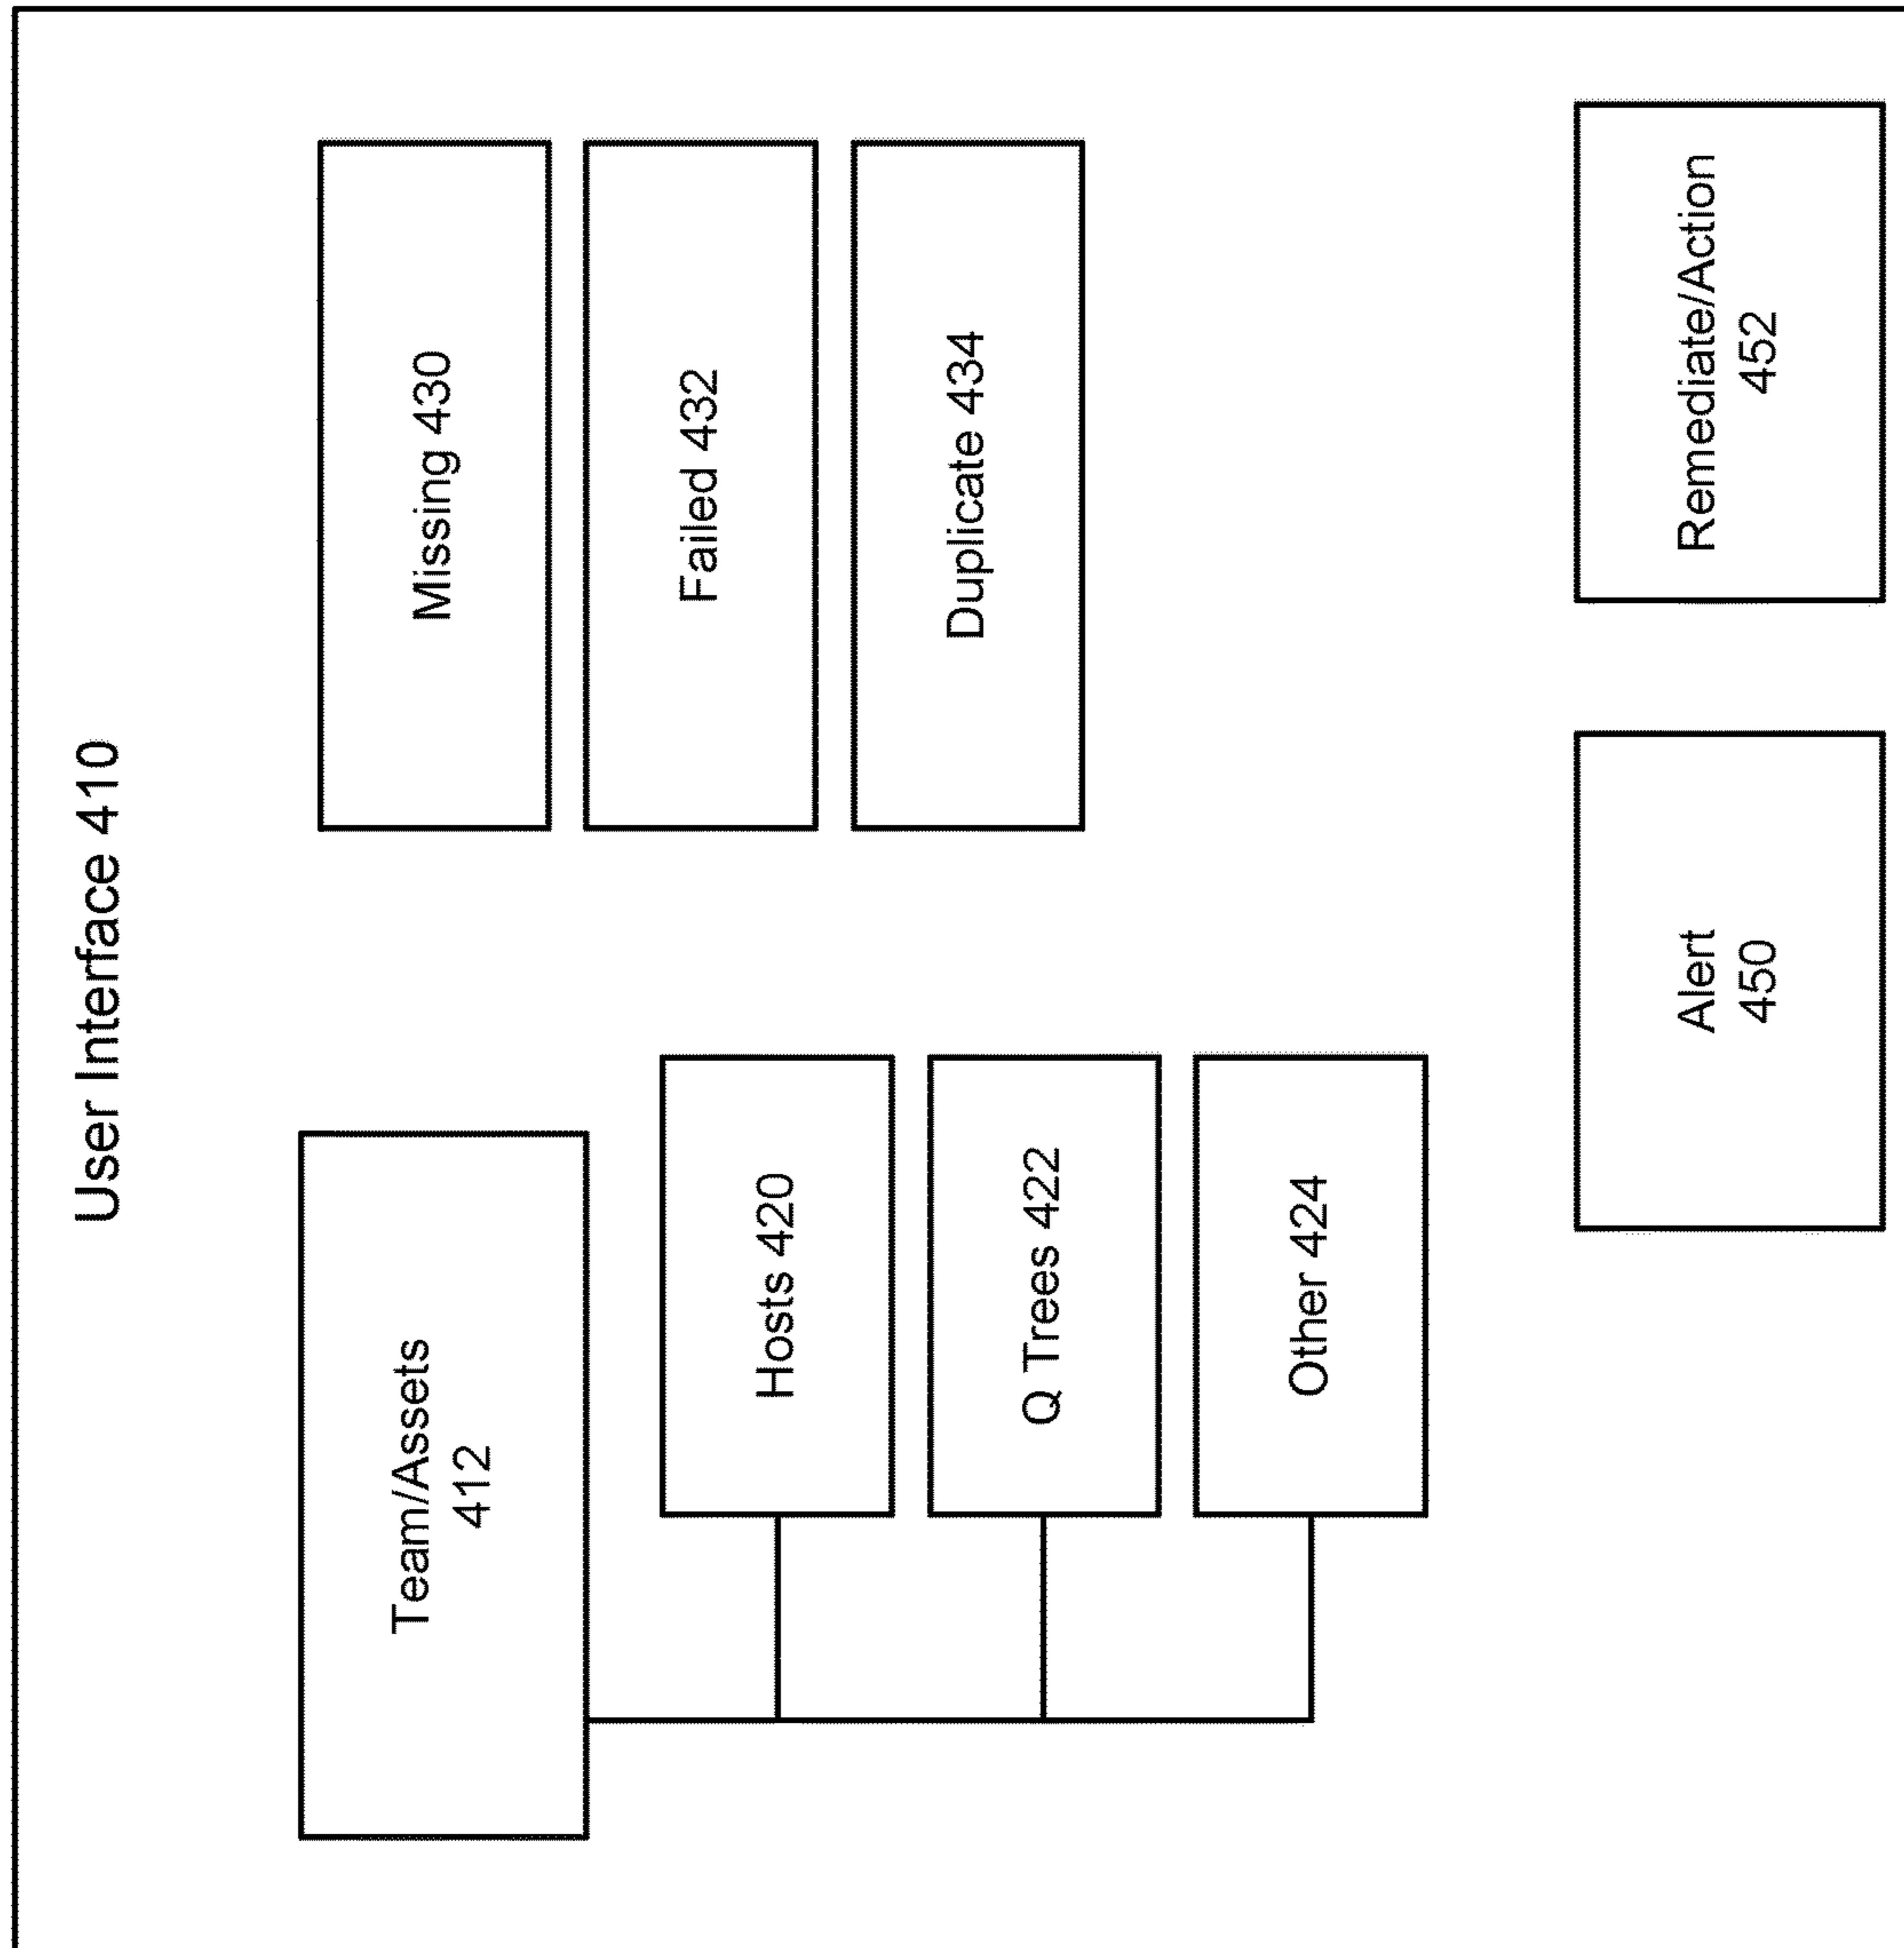 User Interface 410
Team/Assets
412
Hosts 420
Q Trees 422
Other 424
Missing 430
Failed 432
Duplicate 434
Alert
450
Remediate/Action
452